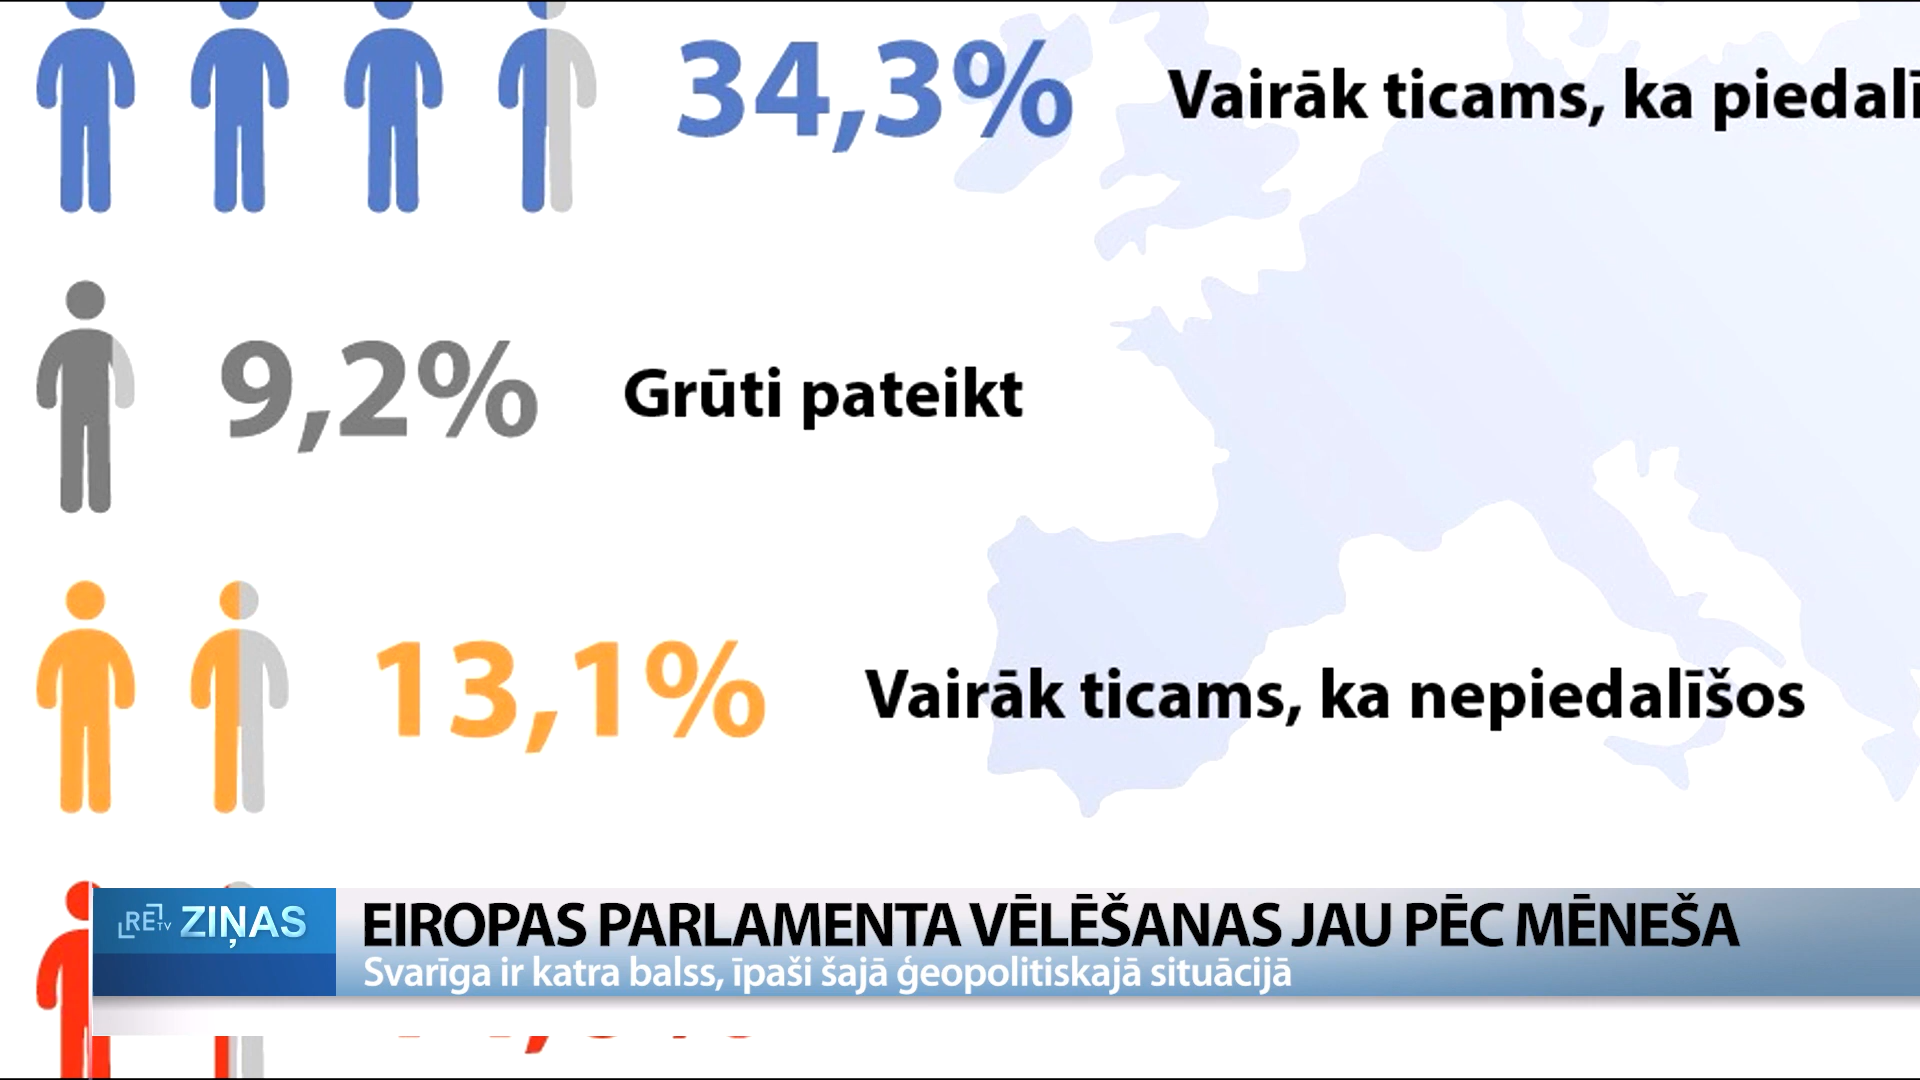 34,3% Vairāk ticams, ka piedalī
9,2% Grūti pateikt
13,1% Vairāk ticams, ka nepiedalīšos
RE TV ZIŅAS
EIROPAS PARLAMENTA VĒLĒŠANAS JAU PĒC MĒNEŠA
Svarīga ir katra balss, īpaši šajā ģeopolitiskajā situācijā